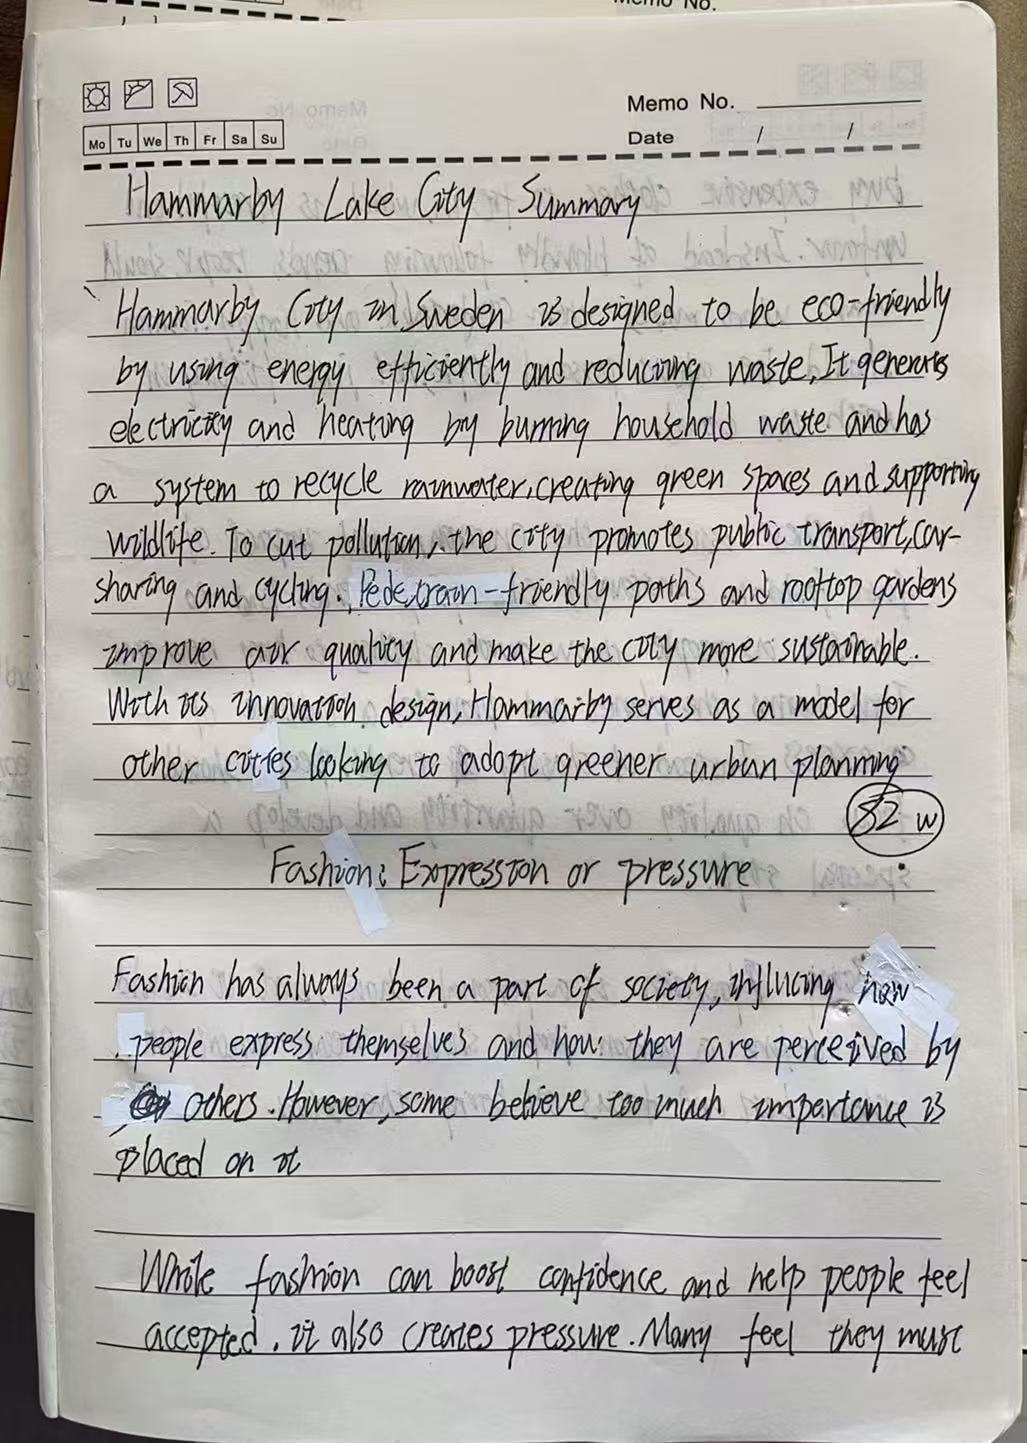 Memo No.
Memo No.
Date / /
Mo Tu We Th Fr Sa Su
Hammarby Lake City Summary
Hammarby City in Sweden is designed to be eco-friendly
by using energy efficiently and reducing waste. It generates
electricity and heating by burning household waste and has
a system to recycle rainwater, creating green spaces and supporting
wildlife. To cut pollution, the city promotes public transport, car-
sharing and cycling. Pedestrain-friendly paths and rooftop gardens
improve air quality and make the city more sustainable.
With its innovation design, Hammarby serves as a model for
other cities looking to adopt greener urban planning
82 w
Fashion: Expression or pressure
Fashion has always been a part of society, influcing how
people express themselves and how they are perceived by
others. However, some believe too much importance is
placed on it
While fashion can boost confidence and help people feel
accepted, it also creates pressure. Many feel they must